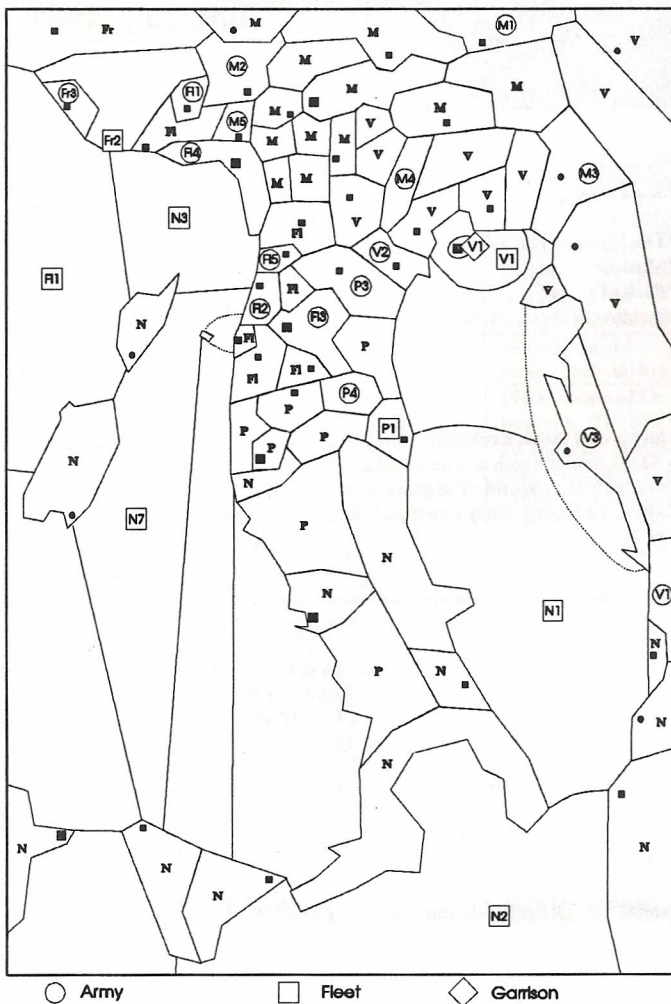 Fr M M M1
V
M2
Fr3 Fl1 M V
M M
M5 M M
Fl M V
Fl4
M M V V M4 V M3
N3 Fl V V V
Fl5 V2 V1 V1
Fl1 P3
Fl2 Fl Fl3 V V
N Fl P
Fl Fl
P4
P P1 V3
N P P P V
N
N7 P
N N1 V1
N N
P N
N N
N
N N N
N2
Army Fleet Garrison
Fr2